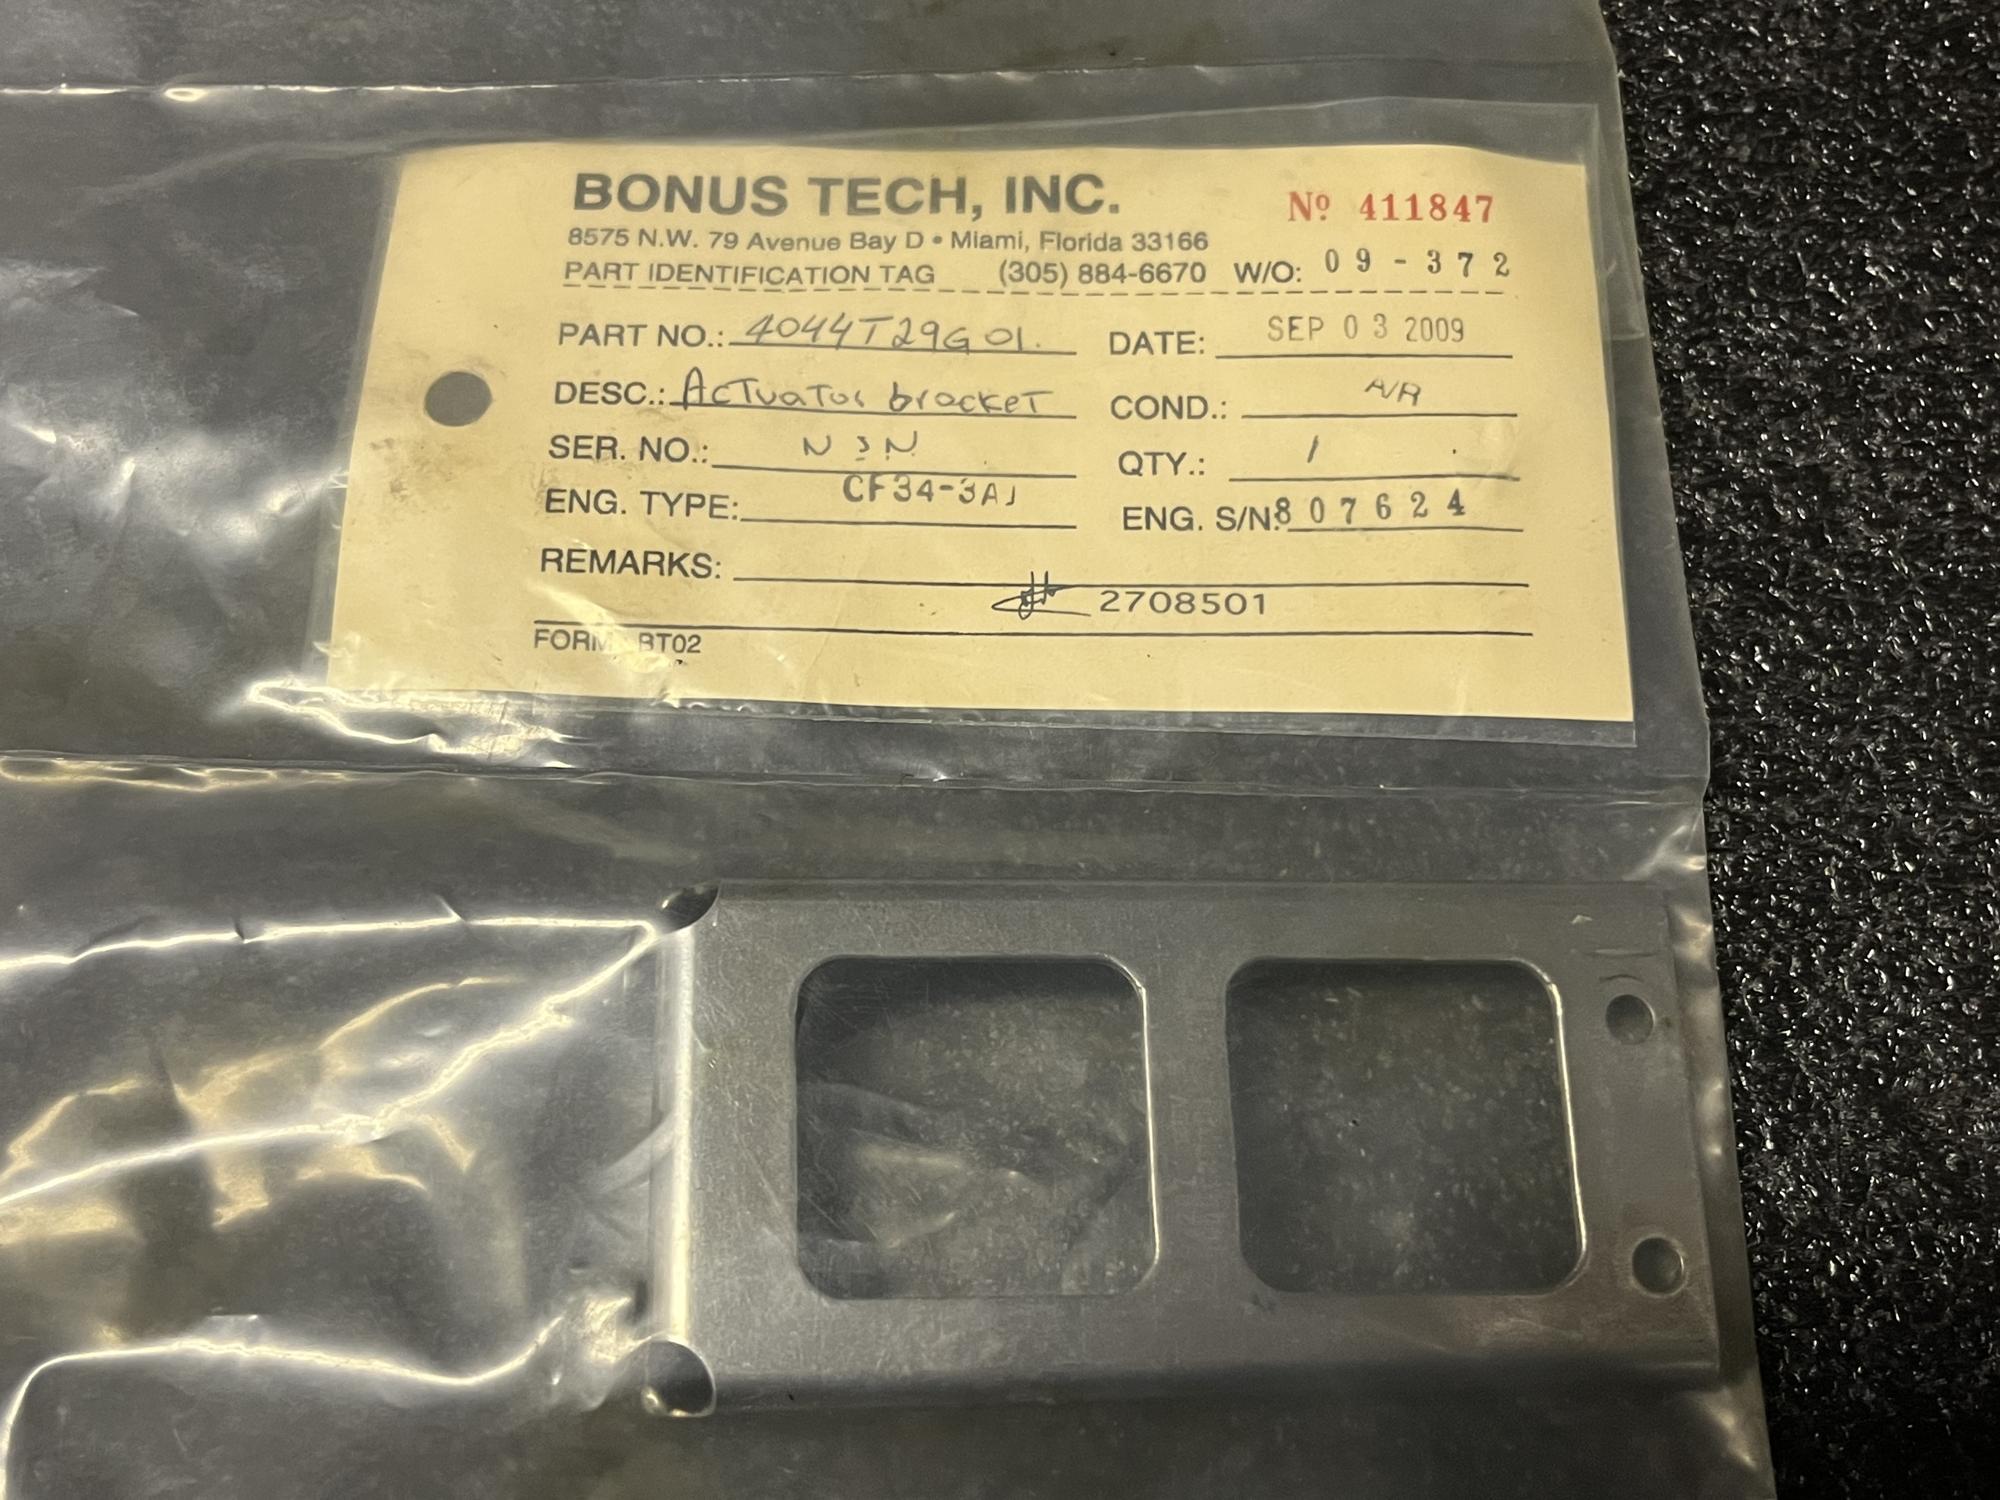 BONUS TECH, INC.
Nº 411847
8575 N.W. 79 Avenue Bay D • Miami, Florida 33166
PART IDENTIFICATION TAG (305) 884-6670 W/O: 09-372
PART NO.: 4044T29G01. DATE: SEP 03 2009
DESC.: Actuator bracket COND.: A/R
SER. NO.: N S N QTY.: 1
ENG. TYPE: CF34-3A1 ENG. S/N: 807624
REMARKS:
2708501
FORM BT02